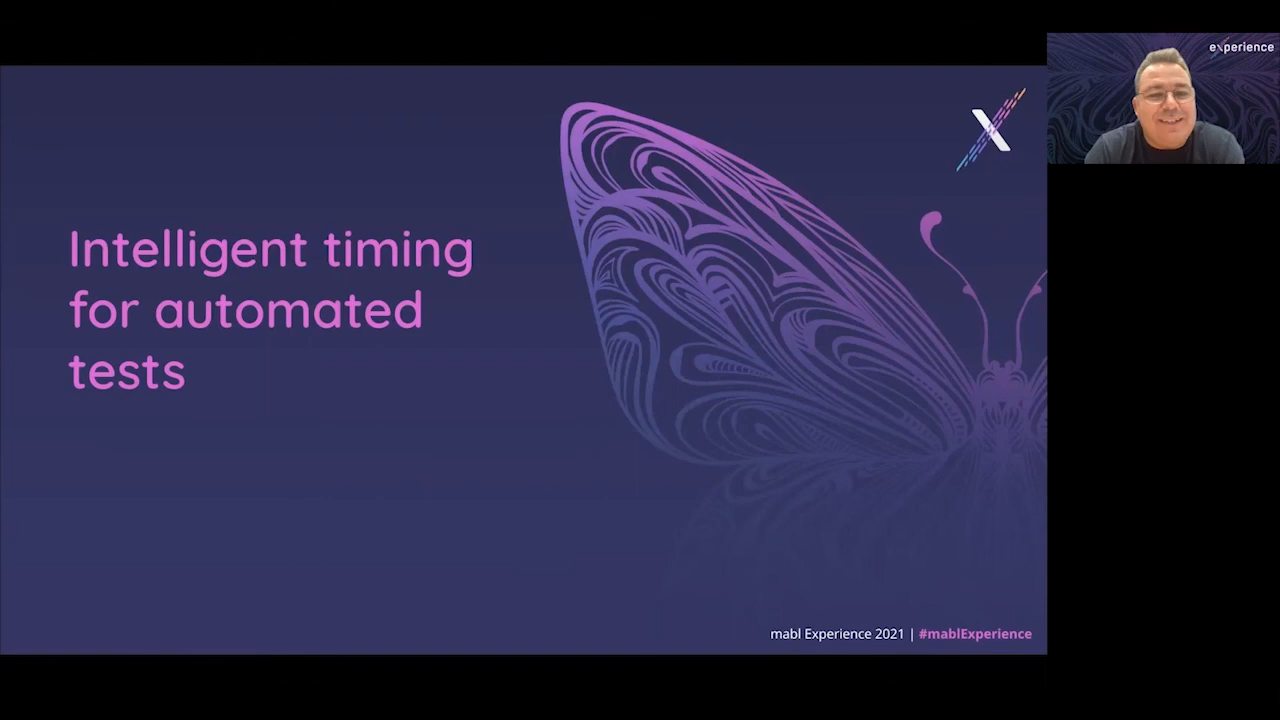 experience
Intelligent timing
for automated
tests
mabl Experience 2021 | #mablExperience